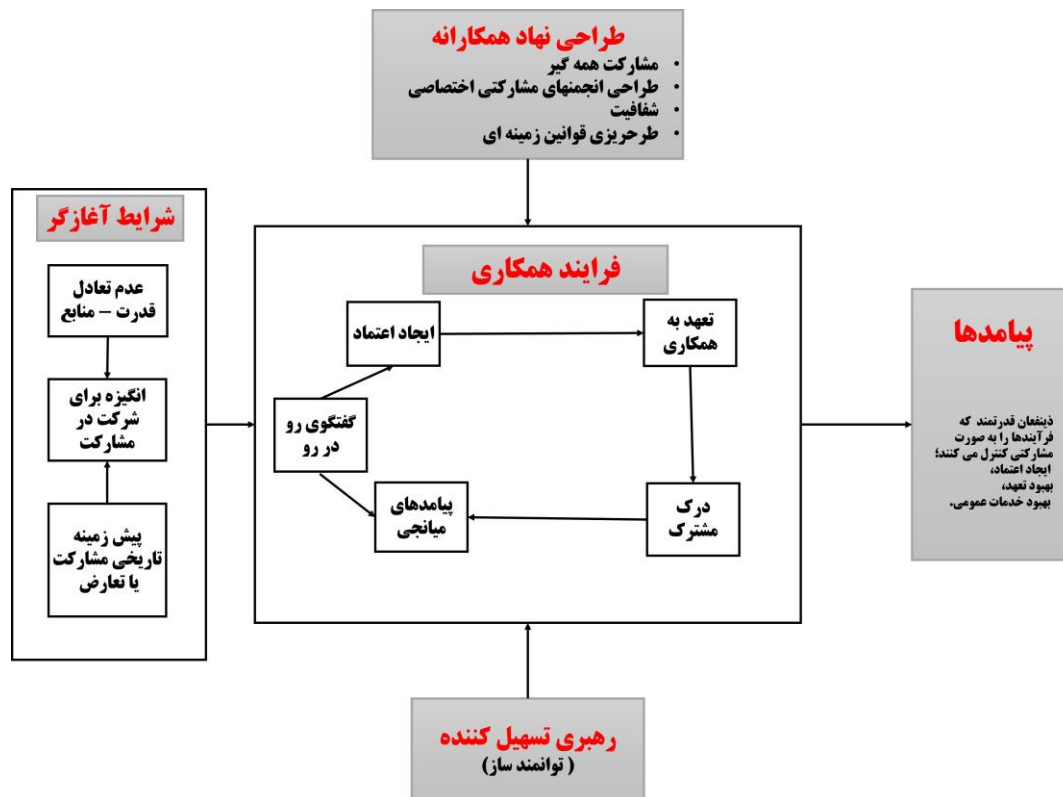 طراحی نهاد همکارانه
• مشارکت همه گیر
• طراحی انجمنهای مشارکتی اختصاصی
• شفافیت
• طرحریزی قوانین زمینه ای
شرایط آغازگر
عدم تعادل
قدرت – منابع
انگیزه برای
شرکت در
مشارکت
پیش زمینه
تاریخی مشارکت
یا تعارض
فرایند همکاری
ایجاد اعتماد
تعهد به
همکاری
گفتگوی رو
در رو
پیامدهای
میانجی
درک
مشترک
پیامدها
ذینفعان قدرتمند که
فرآیندها را به صورت
مشارکتی کنترل می کنند؛
ایجاد اعتماد،
بهبود تعهد،
بهبود خدمات عمومی.
رهبری تسهیل کننده
( توانمند ساز)